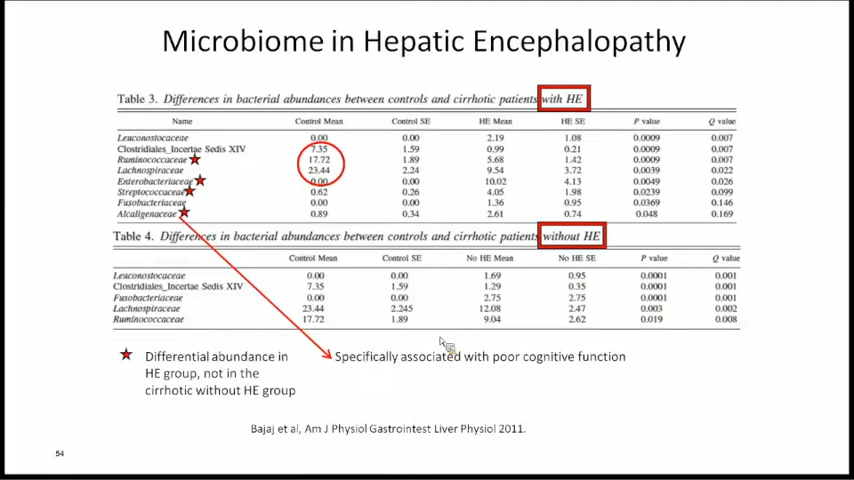 Microbiome in Hepatic Encephalopathy
Table 3. Differences in bacterial abundances between controls and cirrhotic patients with HE
Name Control Mean Control SE HE Mean HE SE P value Q value
Leuconostocaceae 0.00 0.00 2.19 1.08 0.0009 0.007
Clostridiales_Incertae Sedis XIV 7.35 1.59 0.99 0.21 0.0009 0.007
Ruminococcaceae 17.72 1.89 5.68 1.42 0.0009 0.007
Lachnospiraceae 23.44 2.24 9.54 3.72 0.0039 0.022
Enterobacteriaceae 0.00 0.00 10.02 4.13 0.0049 0.026
Streptococcaceae 0.62 0.26 4.05 1.98 0.0239 0.099
Fusobacteriaceae 0.00 0.00 1.36 0.95 0.0369 0.146
Alcaligenaceae 0.89 0.34 2.61 0.74 0.048 0.169
Table 4. Differences in bacterial abundances between controls and cirrhotic patients without HE
Control Mean Control SE No HE Mean No HE SE P value Q value
Leuconostocaceae 0.00 0.00 1.69 0.95 0.0001 0.001
Clostridiales_Incertae Sedis XIV 7.35 1.59 1.29 0.35 0.0001 0.001
Fusobacteriaceae 0.00 0.00 2.75 2.75 0.0001 0.001
Lachnospiraceae 23.44 2.245 12.08 2.47 0.003 0.002
Ruminococcaceae 17.72 1.89 9.04 2.62 0.019 0.008
Differential abundance in
HE group, not in the
cirrhotic without HE group
Specifically associated with poor cognitive function
Bajaj et al, Am J Physiol Gastrointest Liver Physiol 2011.
54